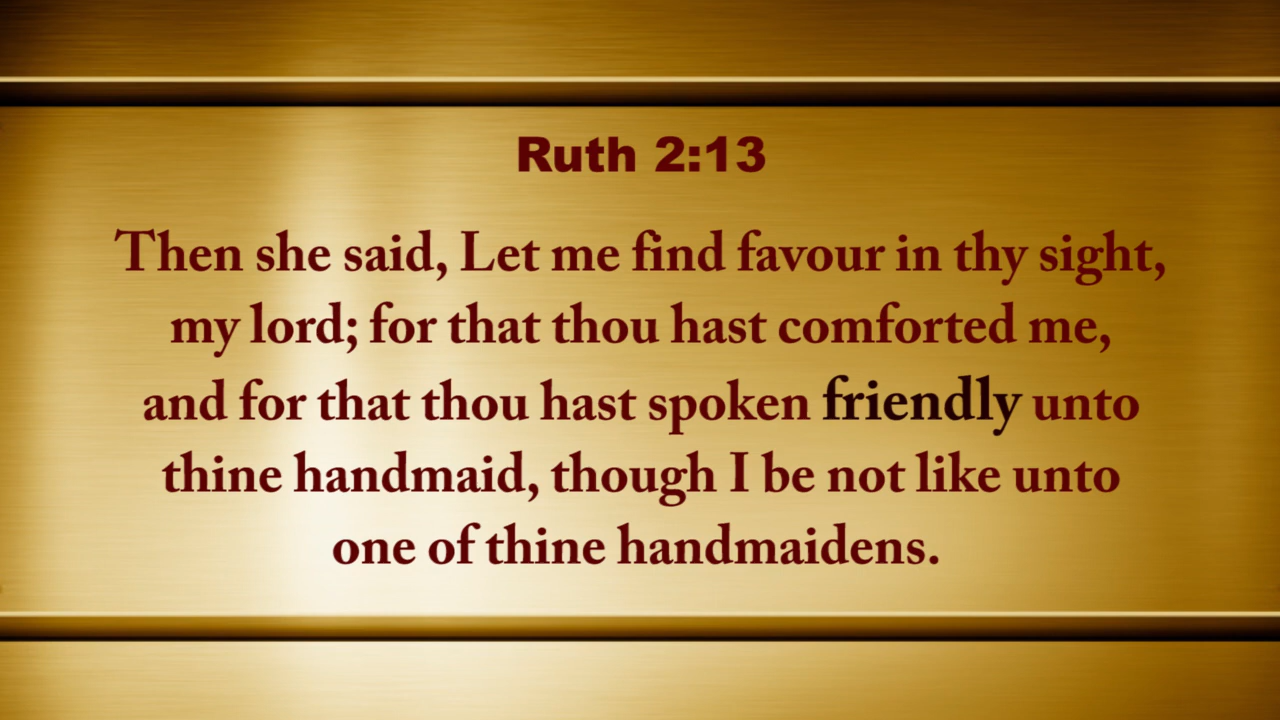 Ruth 2:13
Then she said, Let me find favour in thy sight,
my lord; for that thou hast comforted me,
and for that thou hast spoken friendly unto
thine handmaid, though I be not like unto
one of thine handmaidens.